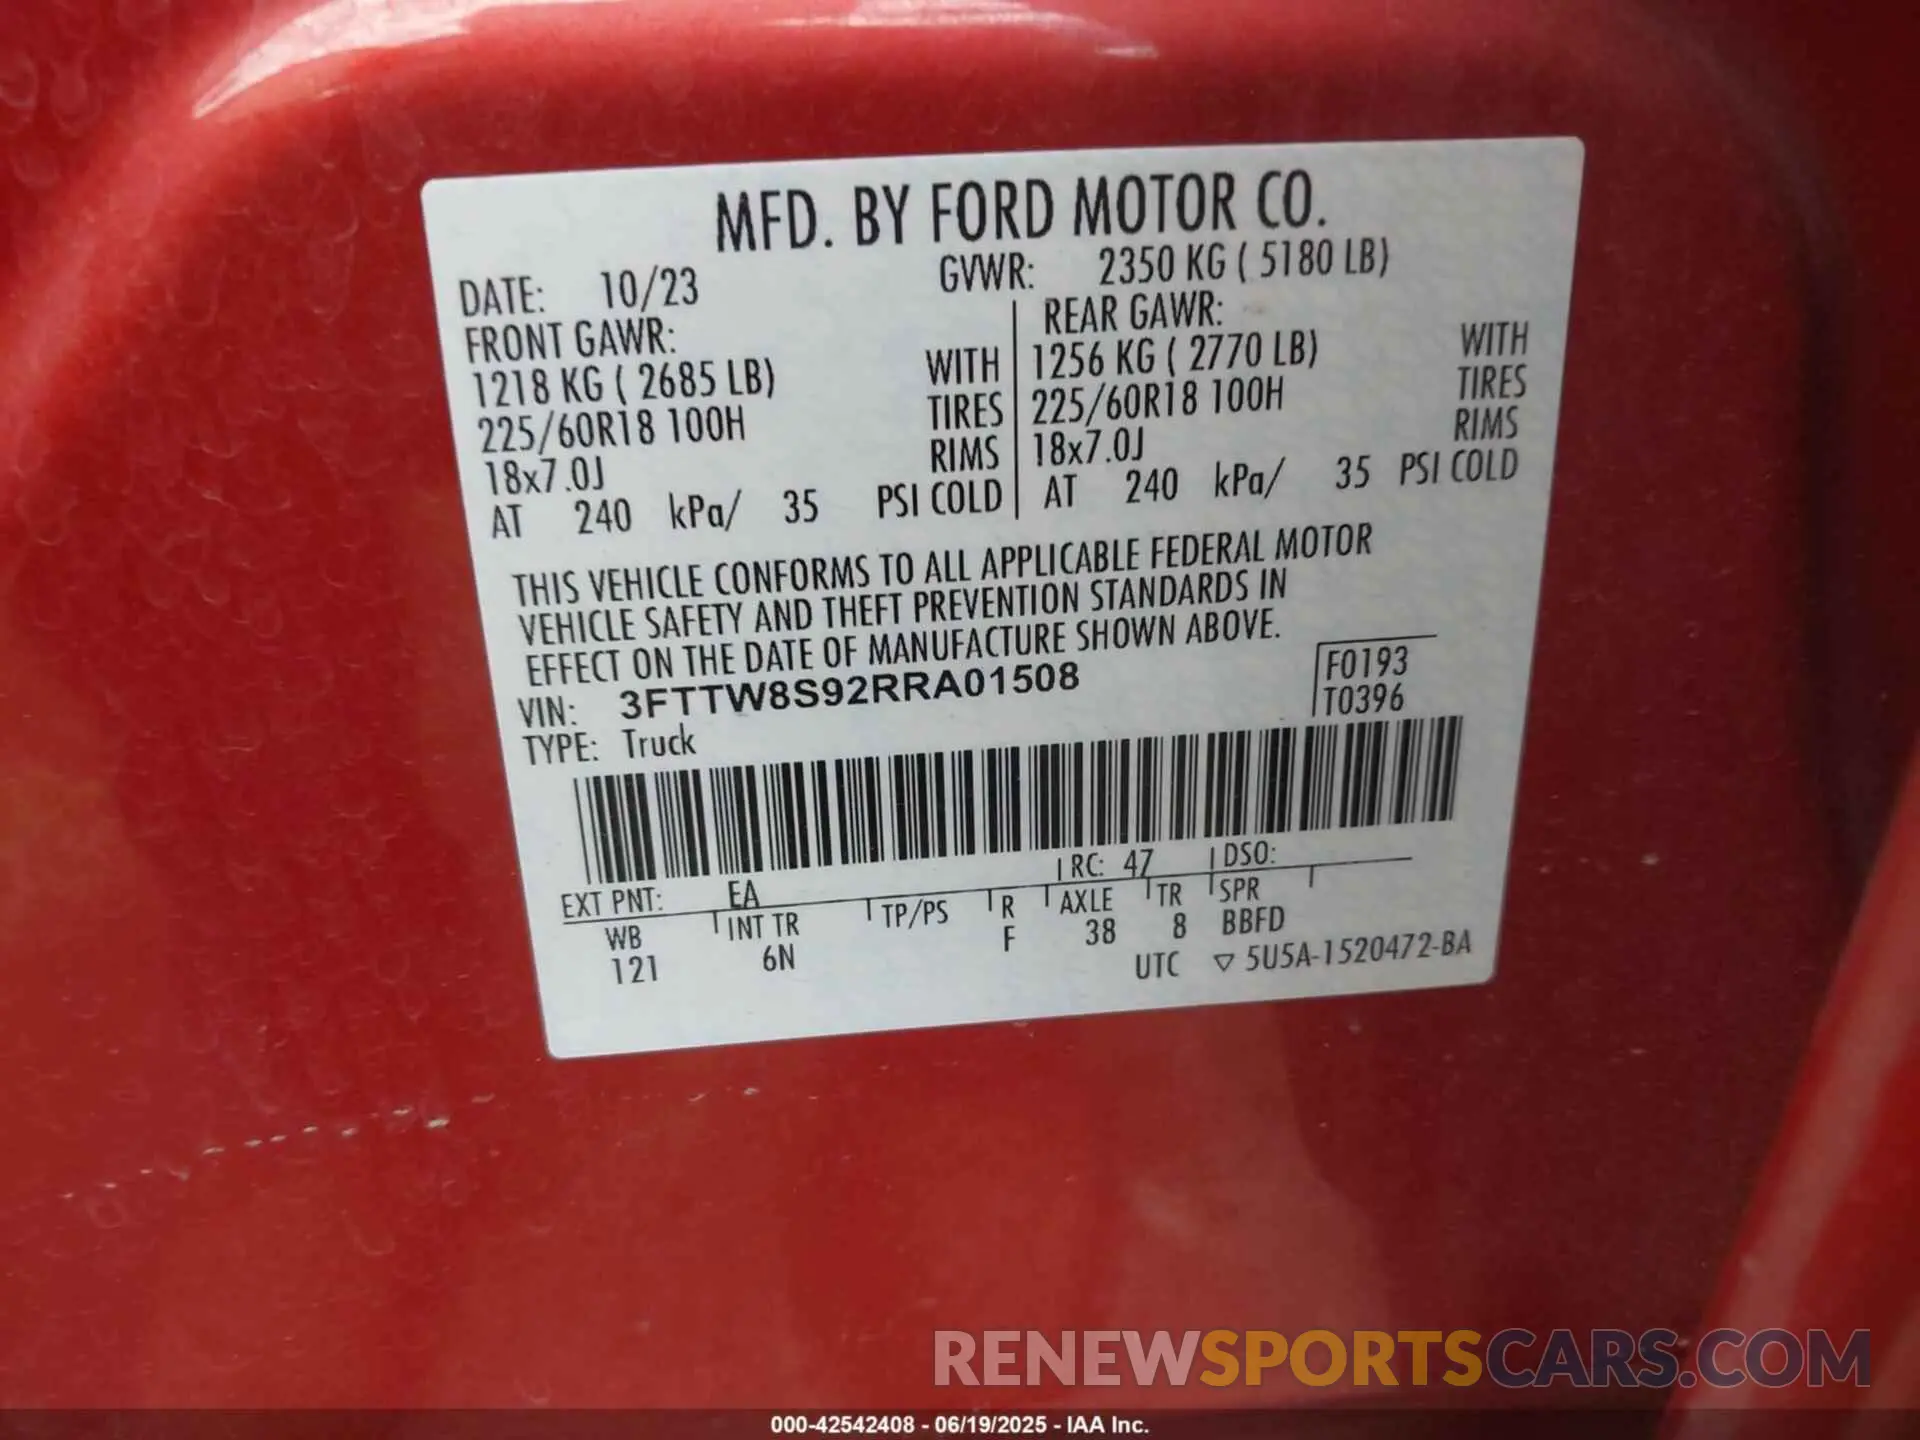 MFD. BY FORD MOTOR CO.
DATE: 10/23 GVWR: 2350 KG ( 5180 LB)
FRONT GAWR: REAR GAWR:
1218 KG ( 2685 LB) WITH 1256 KG ( 2770 LB) WITH
225/60R18 100H TIRES 225/60R18 100H TIRES
18x7.0J RIMS 18x7.0J RIMS
AT 240 kPa/ 35 PSI COLD AT 240 kPa/ 35 PSI COLD
THIS VEHICLE CONFORMS TO ALL APPLICABLE FEDERAL MOTOR
VEHICLE SAFETY AND THEFT PREVENTION STANDARDS IN
EFFECT ON THE DATE OF MANUFACTURE SHOWN ABOVE.
VIN: 3FTTW8S92RRA01508 F0193
TYPE: Truck T0396
EXT PNT: EA RC: 47 DSO:
WB INT TR TP/PS R AXLE TR SPR
121 6N F 38 8 BBFD
UTC ▽ 5U5A-1520472-BA
RENEWSPORTSCARS.COM
000-42542408 - 06/19/2025 - IAA Inc.